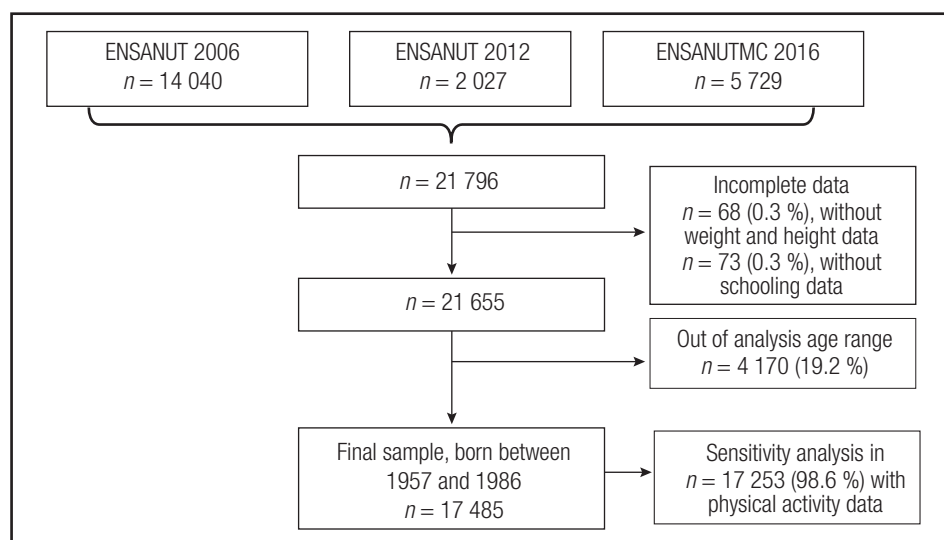 ENSANUT 2006
n = 14 040
ENSANUT 2012
n = 2 027
ENSANUTMC 2016
n = 5 729
n = 21 796
Incomplete data
n = 68 (0.3 %), without
weight and height data
n = 73 (0.3 %), without
schooling data
n = 21 655
Out of analysis age range
n = 4 170 (19.2 %)
Final sample, born between
1957 and 1986
n = 17 485
Sensitivity analysis in
n = 17 253 (98.6 %) with
physical activity data